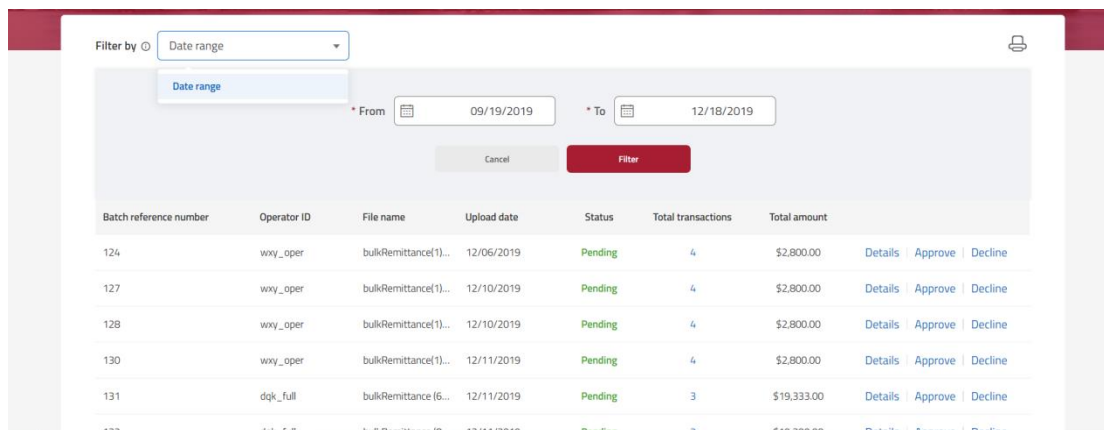 Filter by Date range
Date range
* From 09/19/2019 * To 12/18/2019
Cancel Filter
Batch reference number Operator ID File name Upload date Status Total transactions Total amount
124 wxy_oper bulkRemittance(1)... 12/06/2019 Pending 4 $2,800.00 Details | Approve | Decline
127 wxy_oper bulkRemittance(1)... 12/10/2019 Pending 4 $2,800.00 Details | Approve | Decline
128 wxy_oper bulkRemittance(1)... 12/10/2019 Pending 4 $2,800.00 Details | Approve | Decline
130 wxy_oper bulkRemittance(1)... 12/11/2019 Pending 4 $2,800.00 Details | Approve | Decline
131 dqk_full bulkRemittance (6... 12/11/2019 Pending 3 $19,333.00 Details | Approve | Decline